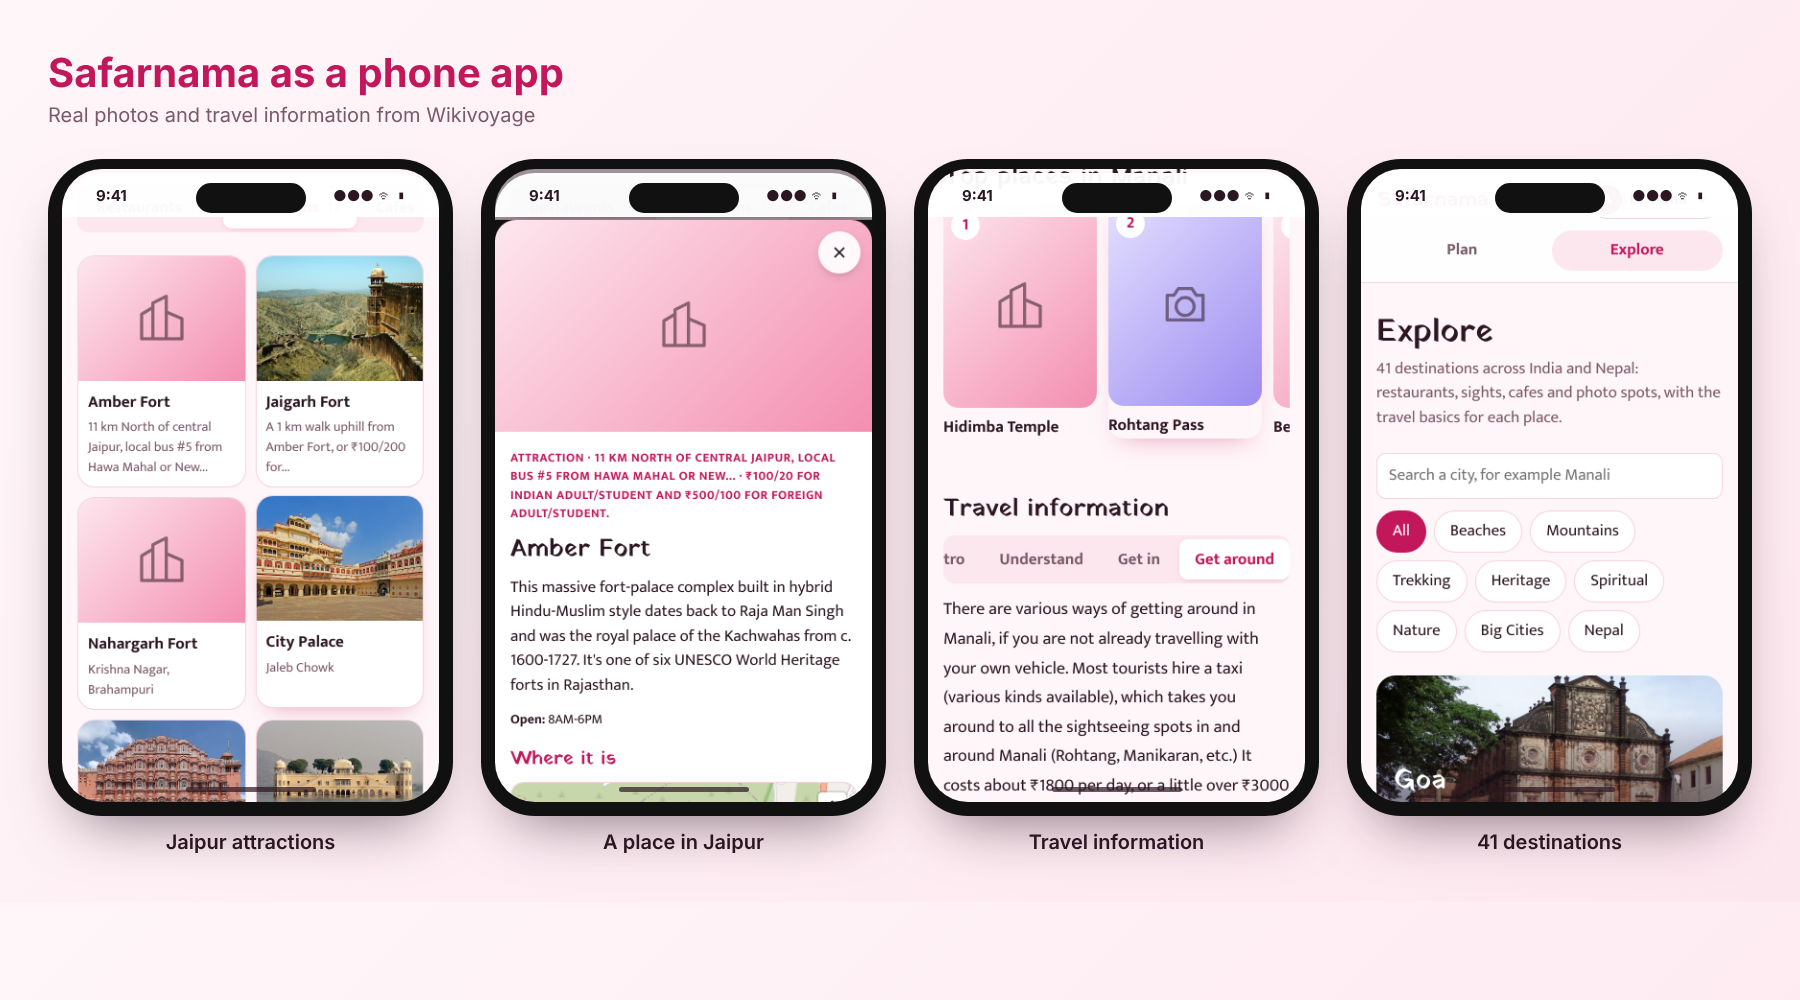 Safarnama as a phone app
Real photos and travel information from Wikivoyage
9:41
Amber Fort
11 km North of central
Jaipur, local bus #5 from
Hawa Mahal or New...
Jaigarh Fort
A 1 km walk uphill from
Amber Fort, or ₹100/200
for...
Nahargarh Fort
Krishna Nagar,
Brahampuri
City Palace
Jaleb Chowk
Jaipur attractions
9:41
ATTRACTION · 11 KM NORTH OF CENTRAL JAIPUR, LOCAL
BUS #5 FROM HAWA MAHAL OR NEW... · ₹100/20 FOR
INDIAN ADULT/STUDENT AND ₹500/100 FOR FOREIGN
ADULT/STUDENT.
Amber Fort
This massive fort-palace complex built in hybrid
Hindu-Muslim style dates back to Raja Man Singh
and was the royal palace of the Kachwahas from c.
1600-1727. It's one of six UNESCO World Heritage
forts in Rajasthan.
Open: 8AM-6PM
Where it is
A place in Jaipur
Top places in Manali
9:41
1
2
Hidimba Temple
Rohtang Pass
Be
Travel information
tro
Understand
Get in
Get around
There are various ways of getting around in
Manali, if you are not already travelling with
your own vehicle. Most tourists hire a taxi
(various kinds available), which takes you
around to all the sightseeing spots in and
around Manali (Rohtang, Manikaran, etc.) It
costs about ₹1800 per day, or a little over ₹3000
Travel information
9:41
Safarnama
Plan
Explore
Explore
41 destinations across India and Nepal:
restaurants, sights, cafes and photo spots, with the
travel basics for each place.
Search a city, for example Manali
All
Beaches
Mountains
Trekking
Heritage
Spiritual
Nature
Big Cities
Nepal
Goa
41 destinations